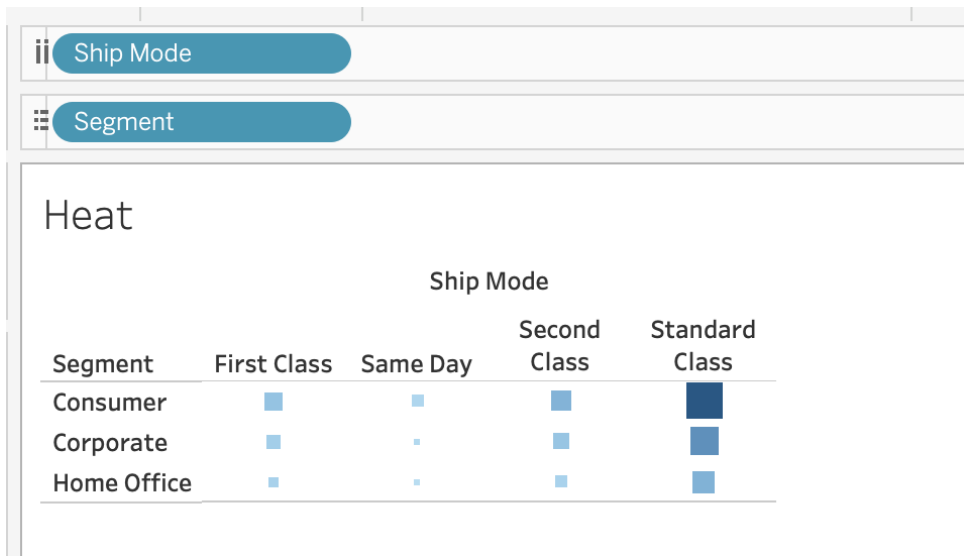 Ship Mode
Segment
Heat
Ship Mode
Segment First Class Same Day Second Class Standard Class
Consumer
Corporate
Home Office